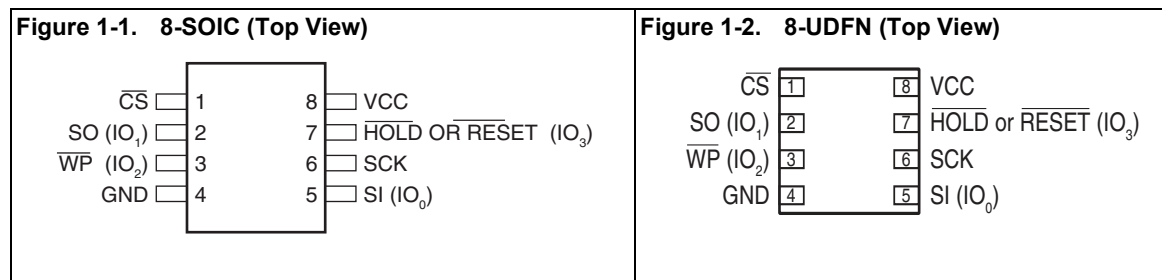 Figure 1-1. 8-SOIC (Top View)
CS 1 8 VCC
SO (IO₁) 2 7 HOLD OR RESET (IO₃)
WP (IO₂) 3 6 SCK
GND 4 5 SI (IO₀)
Figure 1-2. 8-UDFN (Top View)
CS 1 8 VCC
SO (IO₁) 2 7 HOLD or RESET (IO₃)
WP (IO₂) 3 6 SCK
GND 4 5 SI (IO₀)